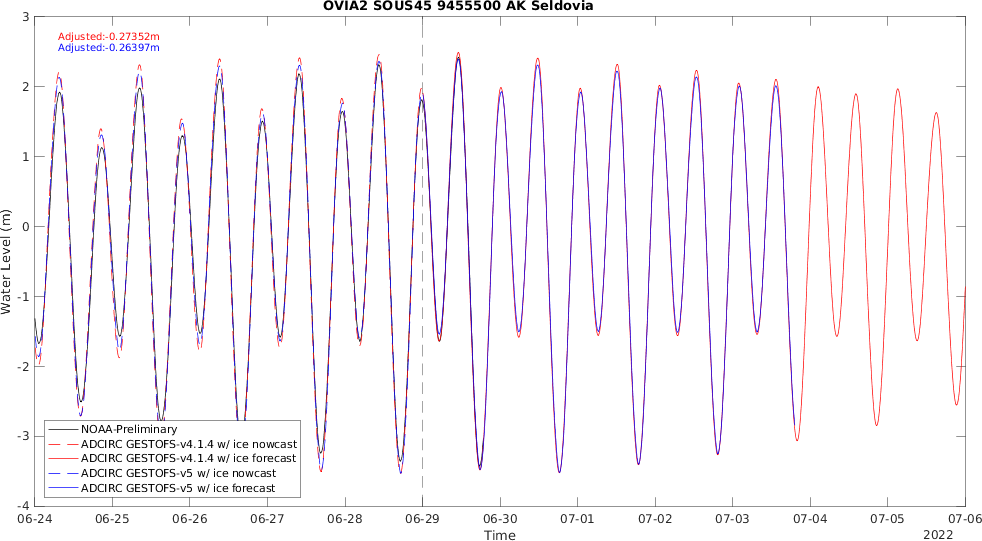 OVIA2 SOUS45 9455500 AK Seldovia
Adjusted:-0.27352m
Adjusted:-0.26397m
3
2
1
0
-1
-2
-3
-4
Water Level (m)
NOAA-Preliminary
ADCIRC GESTOFS-v4.1.4 w/ ice nowcast
ADCIRC GESTOFS-v4.1.4 w/ ice forecast
ADCIRC GESTOFS-v5 w/ ice nowcast
ADCIRC GESTOFS-v5 w/ ice forecast
06-24 06-25 06-26 06-27 06-28 06-29 06-30 07-01 07-02 07-03 07-04 07-05 07-06
Time
2022